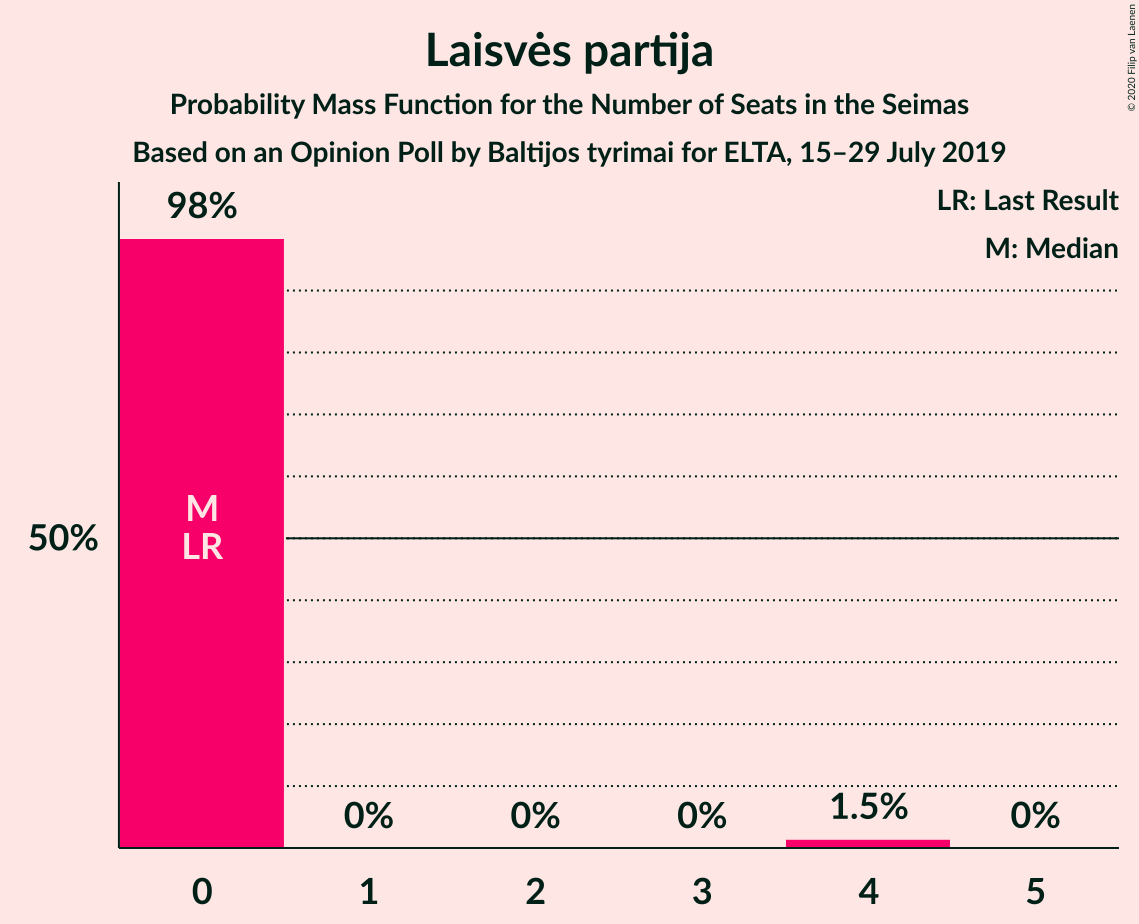 Laisvės partija
Probability Mass Function for the Number of Seats in the Seimas
Based on an Opinion Poll by Baltijos tyrimai for ELTA, 15–29 July 2019
© 2020 Filip van Laenen
LR: Last Result
M: Median
98%
M
LR
50%
0%
0%
0%
1.5%
0%
0
1
2
3
4
5